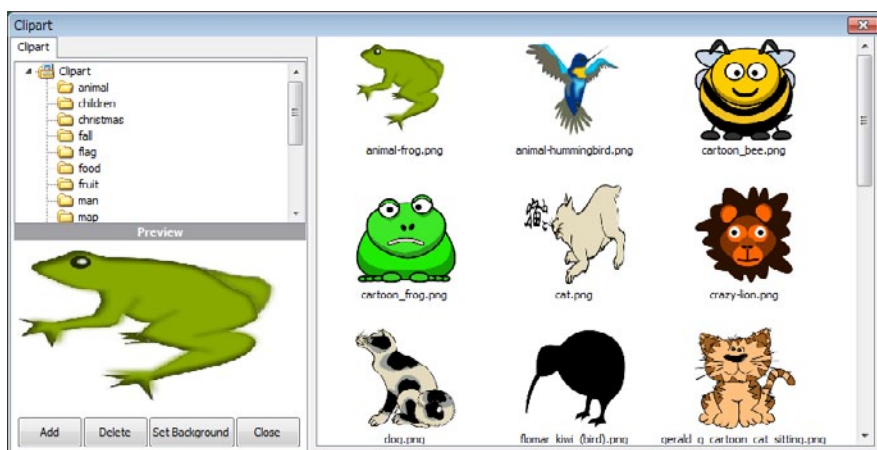 Clipart
Clipart
Clipart
animal
children
christmas
fall
flag
food
fruit
man
map
Preview
Add
Delete
Set Background
Close
animal-frog.png
animal-hummingbird.png
cartoon_bee.png
cartoon_frog.png
cat.png
crazy-lion.png
dog.png
flomar_kiwi_(bird).png
gerald_g_cartoon_cat_sitting.png